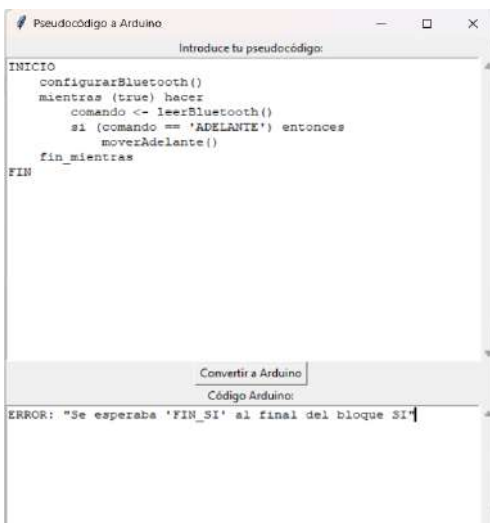 Pseudocódigo a Arduino
Introduce tu pseudocódigo:
INICIO
configurarBluetooth()
mientras (true) hacer
comando <- leerBluetooth()
si (comando == 'ADELANTE') entonces
moverAdelante()
fin_mientras
FIN
Convertir a Arduino
Código Arduino:
ERROR: "Se esperaba 'FIN_SI' al final del bloque SI"